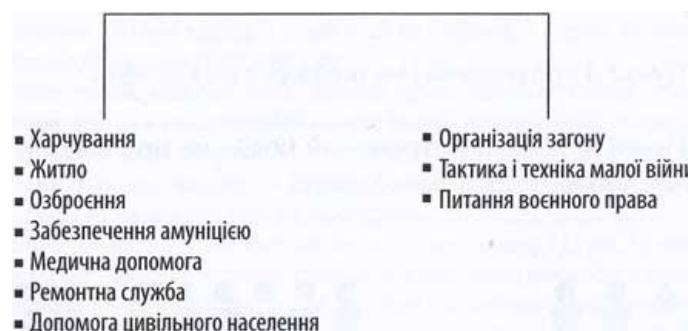 ▪ Харчування
▪ Житло
▪ Озброєння
▪ Забезпечення амуніцією
▪ Медична допомога
▪ Ремонтна служба
▪ Допомога цивільного населення
▪ Організація загону
▪ Тактика і техніка малої війни
▪ Питання воєнного права